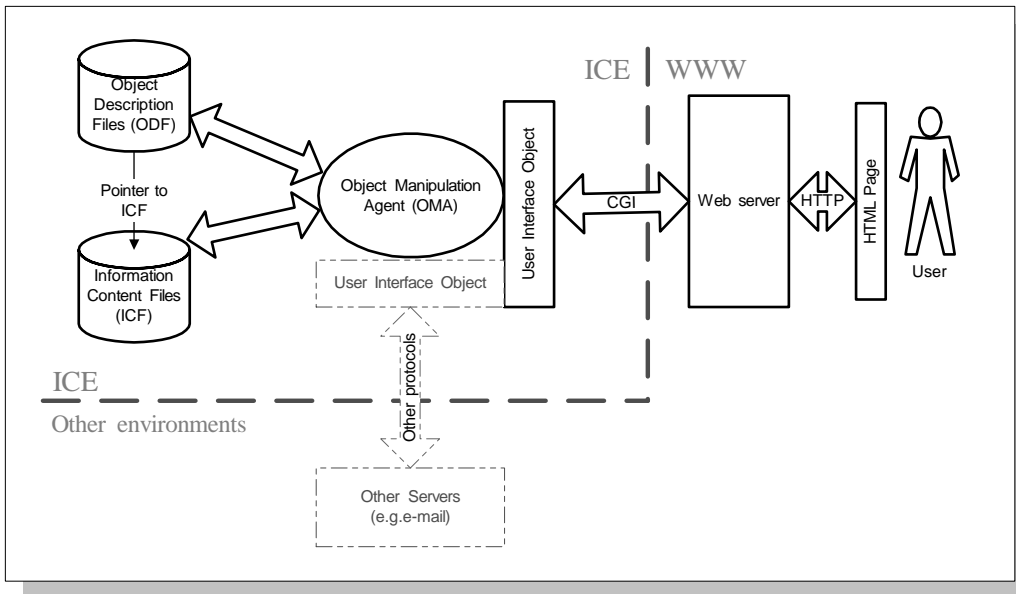 ICE
WWW
Object
Description
Files (ODF)
Pointer to
ICF
Information
Content Files
(ICF)
Object Manipulation
Agent (OMA)
User Interface Object
User Interface Object
CGI
Web server
HTTP
HTML Page
User
Other protocols
ICE
Other environments
Other Servers
(e.g.e-mail)